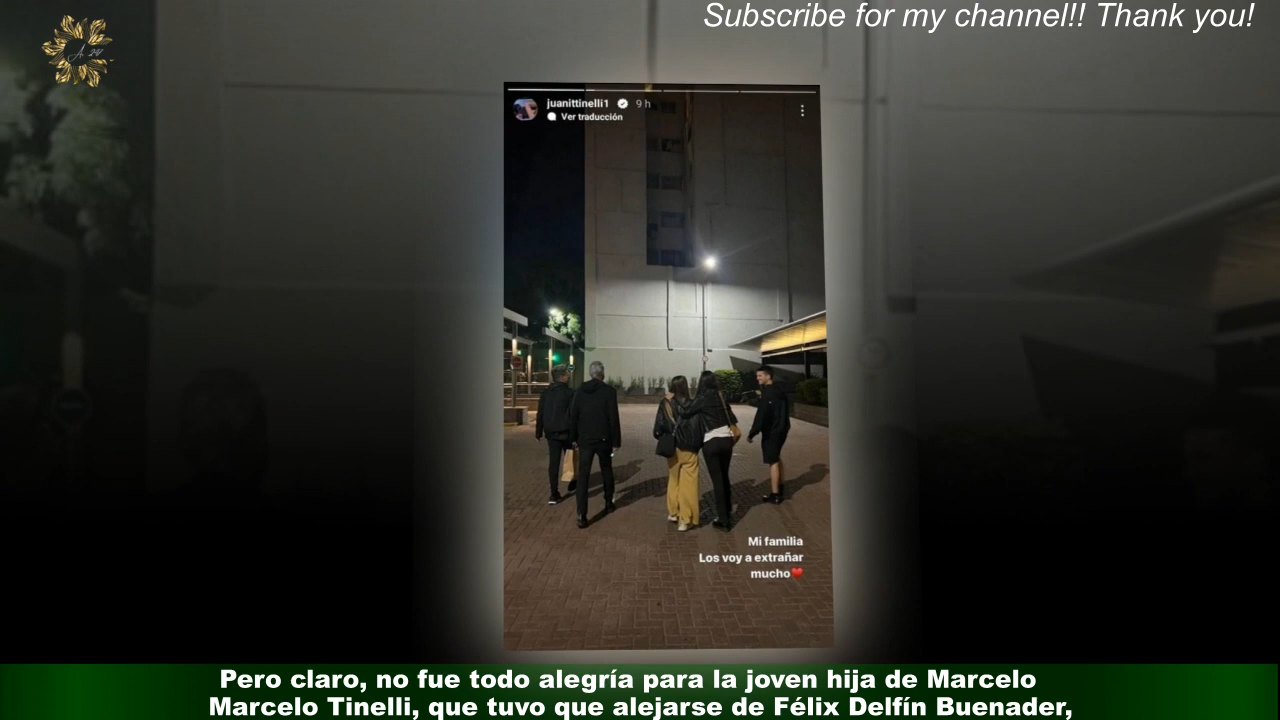 Subscribe for my channel!! Thank you!
juanittinelli1 9 h
Ver traducción
Mi familia
Los voy a extrañar
mucho❤️
Pero claro, no fue todo alegría para la joven hija de Marcelo
Marcelo Tinelli, que tuvo que alejarse de Félix Delfín Buenader,